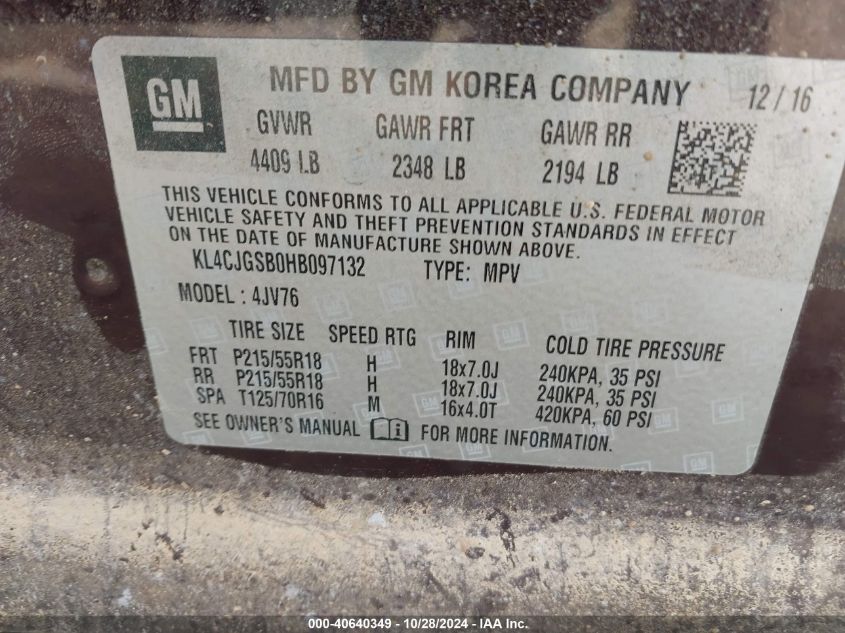 GM
MFD BY GM KOREA COMPANY 12 / 16
GVWR GAWR FRT GAWR RR
4409 LB 2348 LB 2194 LB
THIS VEHICLE CONFORMS TO ALL APPLICABLE U.S. FEDERAL MOTOR
VEHICLE SAFETY AND THEFT PREVENTION STANDARDS IN EFFECT
ON THE DATE OF MANUFACTURE SHOWN ABOVE.
KL4CJGSB0HB097132 TYPE: MPV
MODEL : 4JV76
TIRE SIZE SPEED RTG RIM COLD TIRE PRESSURE
FRT P215/55R18 H 18x7.0J 240KPA, 35 PSI
RR P215/55R18 H 18x7.0J 240KPA, 35 PSI
SPA T125/70R16 M 16x4.0T 420KPA, 60 PSI
SEE OWNER'S MANUAL i FOR MORE INFORMATION.
000-40640349 - 10/28/2024 - IAA Inc.